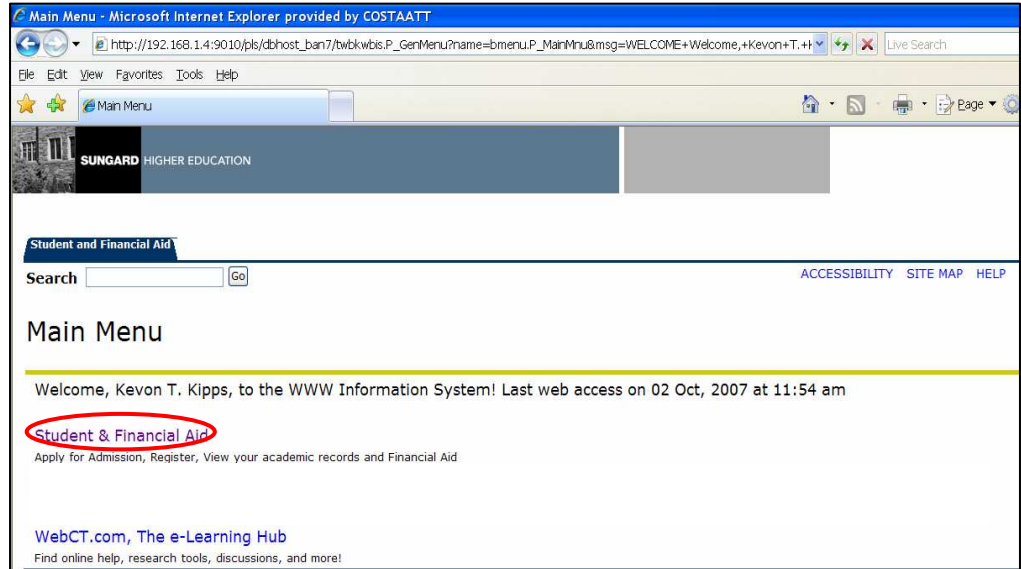 Main Menu - Microsoft Internet Explorer provided by COSTAATT
http://192.168.1.4:9010/pls/dbhost_ban7/twbkwbis.P_GenMenu?name=bmenu.P_MainMnu&msg=WELCOME+Welcome,+Kevon+T.+
Live Search
File Edit View Favorites Tools Help
Main Menu
Page
SUNGARD HIGHER EDUCATION
Student and Financial Aid
Search Go
ACCESSIBILITY SITE MAP HELP
Main Menu
Welcome, Kevon T. Kipps, to the WWW Information System! Last web access on 02 Oct, 2007 at 11:54 am
Student & Financial Aid
Apply for Admission, Register, View your academic records and Financial Aid
WebCT.com, The e-Learning Hub
Find online help, research tools, discussions, and more!